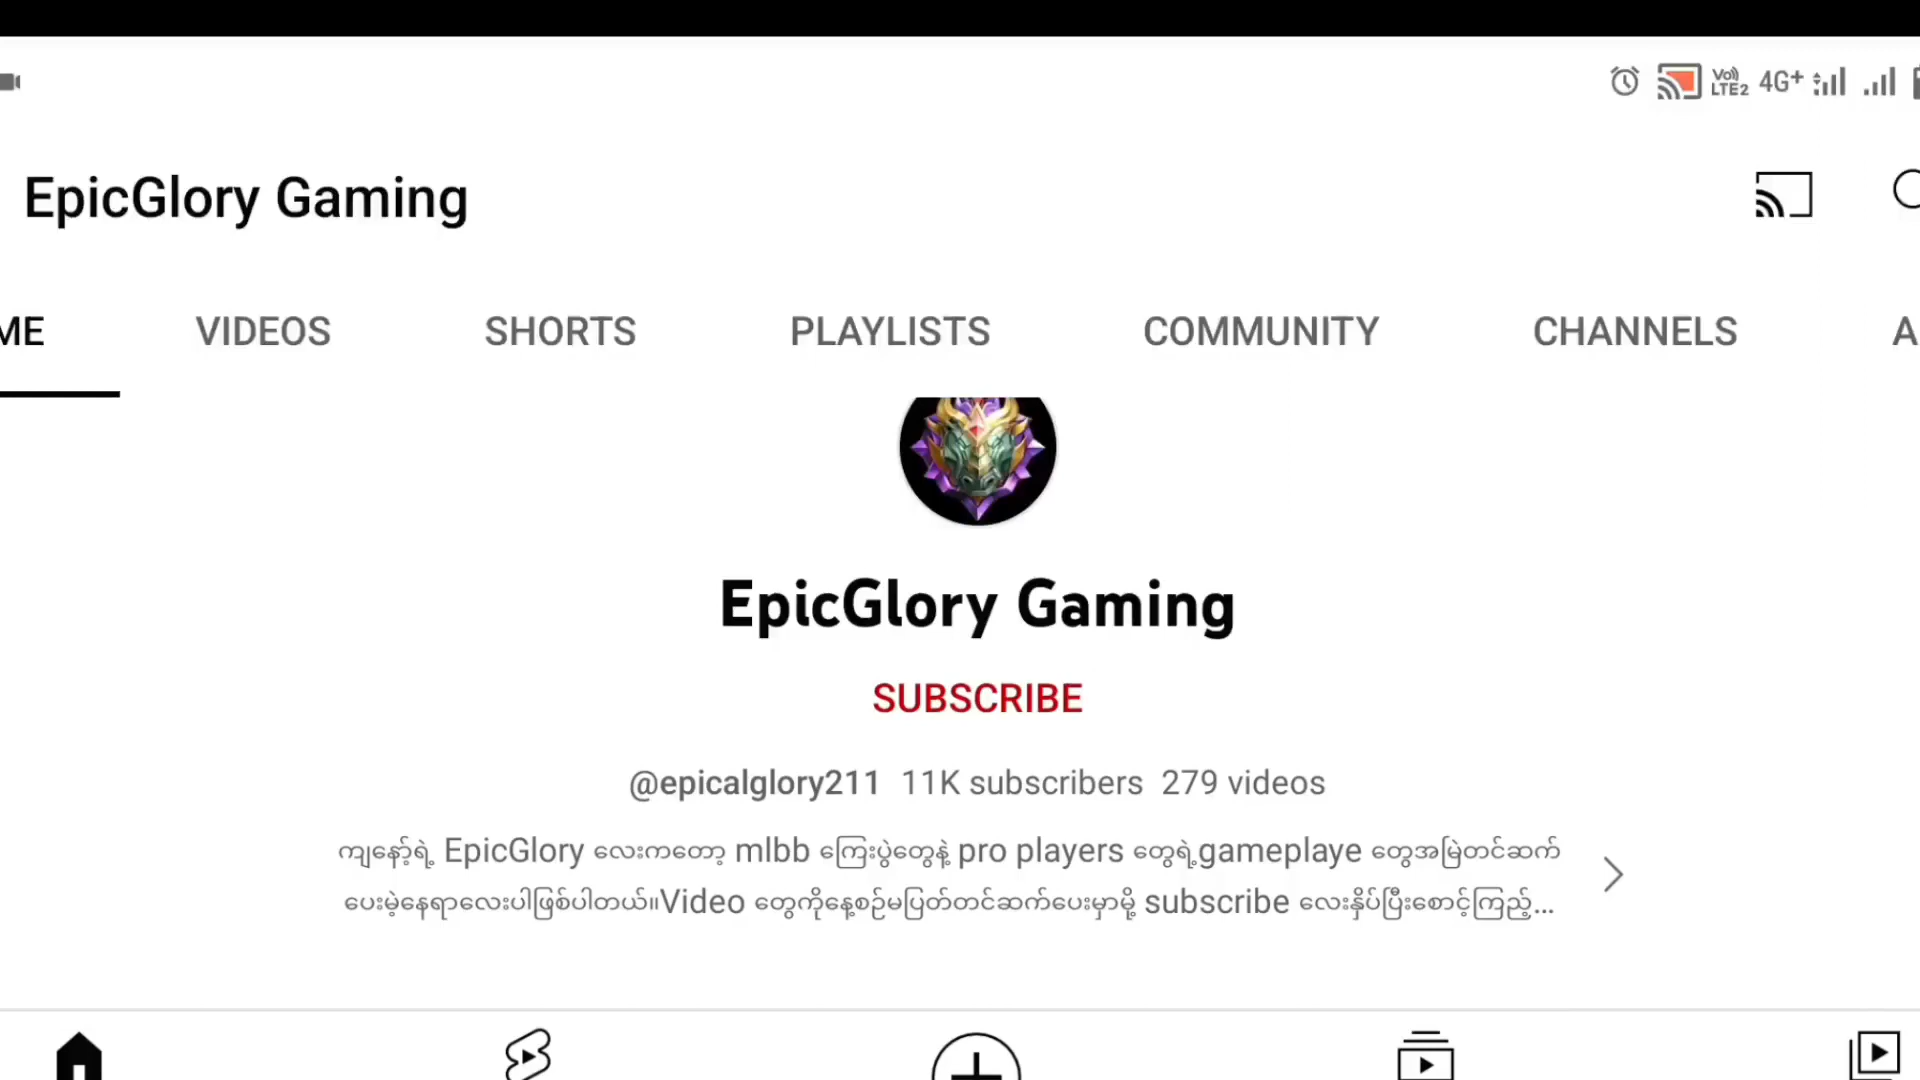 Vo)) LTE2 4G+
EpicGlory Gaming
ME VIDEOS SHORTS PLAYLISTS COMMUNITY CHANNELS A
EpicGlory Gaming
SUBSCRIBE
@epicalglory211 11K subscribers 279 videos
ကျနော့်ရဲ့ EpicGlory လေးကတော့ mlbb ကြေးပွဲတွေနဲ့ pro players တွေရဲ့gameplaye တွေအမြဲတင်ဆက်
ပေးမဲ့နေရာလေးပါဖြစ်ပါတယ်။Video တွေကိုနေ့စဉ်မပြတ်တင်ဆက်ပေးမှာမို့ subscribe လေးနှိပ်ပြီးစောင့်ကြည့်...